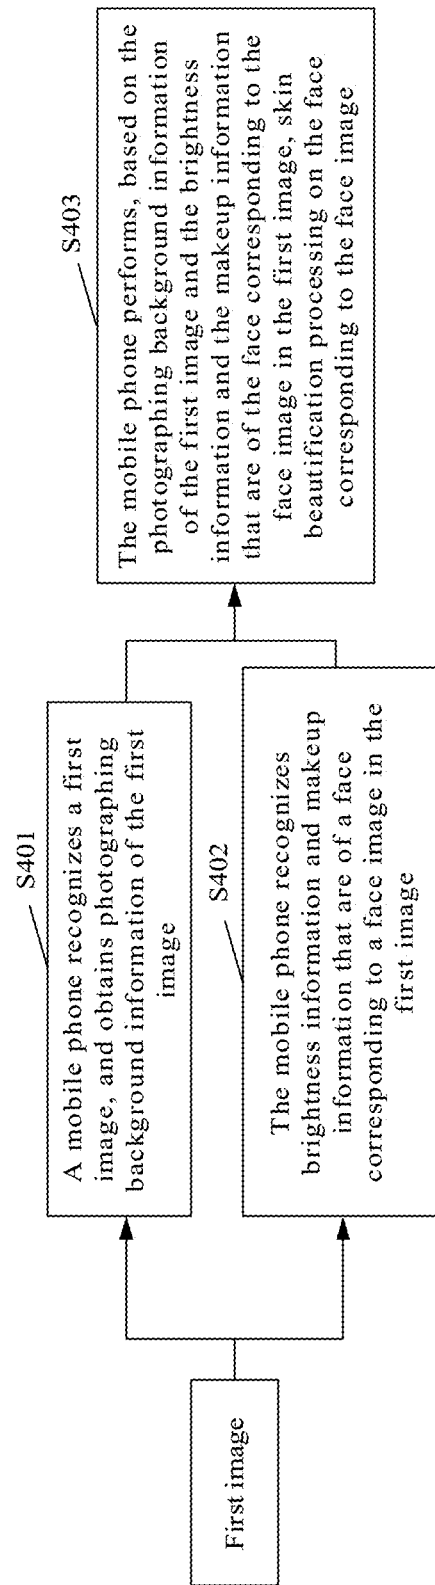 First image
S401
A mobile phone recognizes a first
image, and obtains photographing
background information of the first
image
S402
The mobile phone recognizes
brightness information and makeup
information that are of a face
corresponding to a face image in the
first image
S403
The mobile phone performs, based on the
photographing background information
of the first image and the brightness
information and the makeup information
that are of the face corresponding to the
face image in the first image, skin
beautification processing on the face
corresponding to the face image